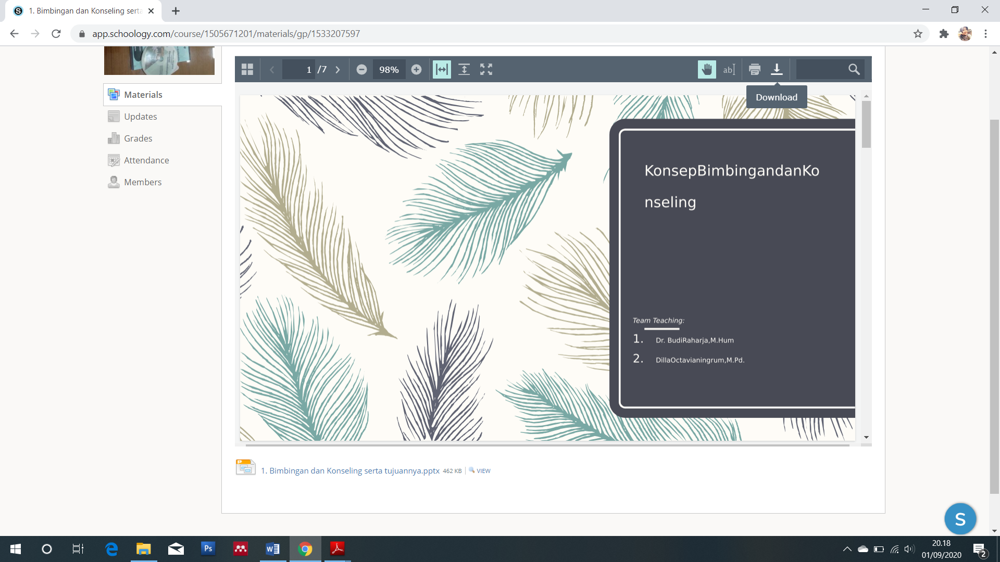 S
1. Bimbingan dan Konseling serta
app.schoology.com/course/1505671201/materials/gp/1533207597
1 /7
98%
ab
Download
Materials
Updates
Grades
Attendance
Members
KonsepBimbingandanKo
nseling
Team Teaching:
1. Dr. BudiRaharja,M.Hum
2. DillaOctavianingrum,M.Pd.
P
1. Bimbingan dan Konseling serta tujuannya.pptx 462 KB VIEW
S
Ps
W
20.18
01/09/2020
2